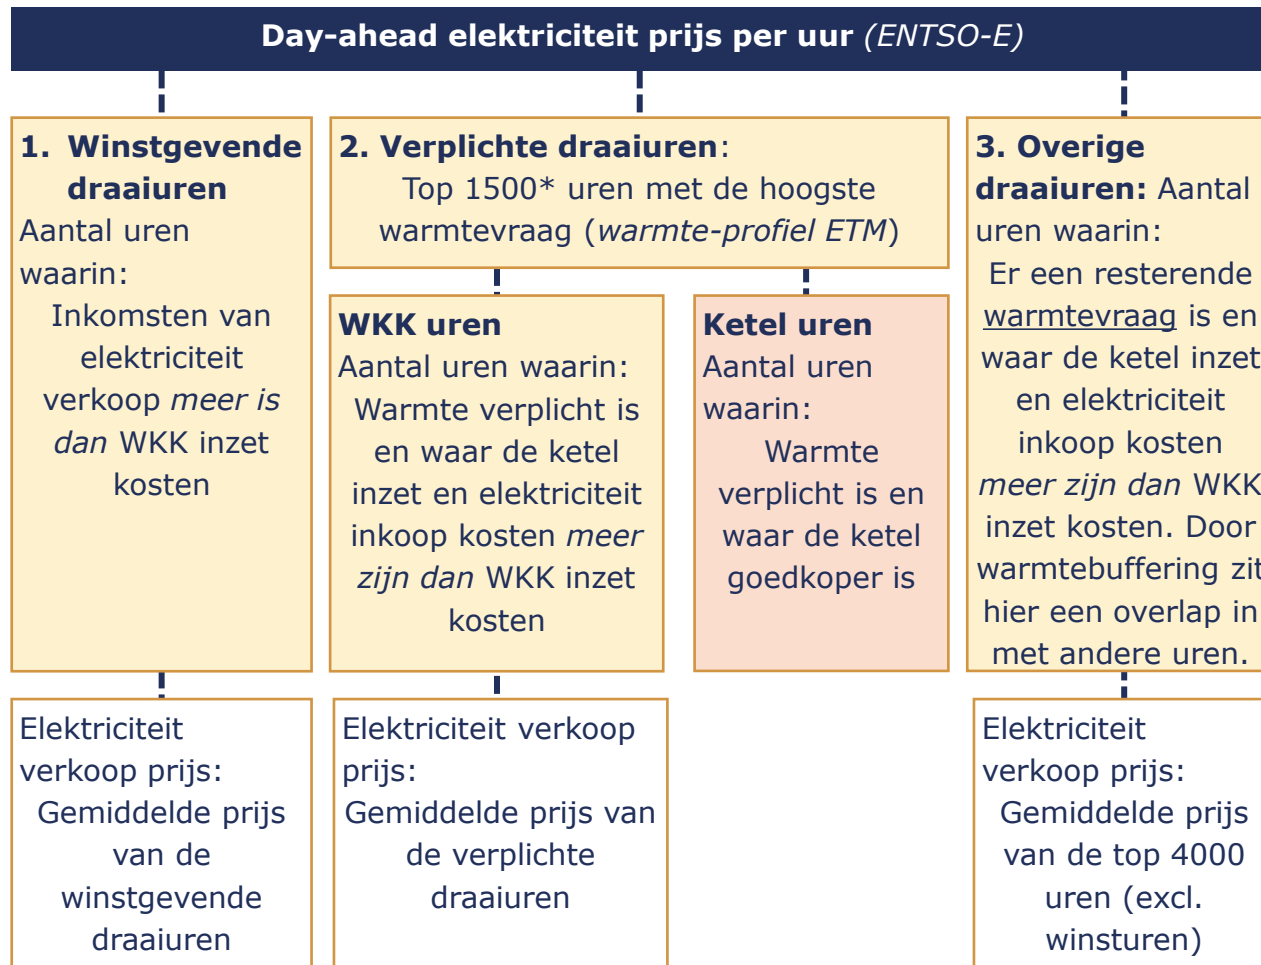 Day-ahead elektriciteit prijs per uur (ENTSO-E)
1. Winstgevende
draaiuren
Aantal uren
waarin:
Inkomsten van
elektriciteit
verkoop meer is
dan WKK inzet
kosten
2. Verplichte draaiuren:
Top 1500* uren met de hoogste
warmtevraag (warmte-profiel ETM)
WKK uren
Aantal uren waarin:
Warmte verplicht is
en waar de ketel
inzet en elektriciteit
inkoop kosten meer
zijn dan WKK inzet
kosten
Ketel uren
Aantal uren
waarin:
Warmte
verplicht is en
waar de ketel
goedkoper is
3. Overige
draaiuren: Aantal
uren waarin:
Er een resterende
warmtevraag is en
waar de ketel inzet
en elektriciteit
inkoop kosten
meer zijn dan WKK
inzet kosten. Door
warmtebuffering zit
hier een overlap in
met andere uren.
Elektriciteit
verkoop prijs:
Gemiddelde prijs
van de
winstgevende
draaiuren
Elektriciteit verkoop
prijs:
Gemiddelde prijs van
de verplichte
draaiuren
Elektriciteit
verkoop prijs:
Gemiddelde prijs
van de top 4000
uren (excl.
winsturen)